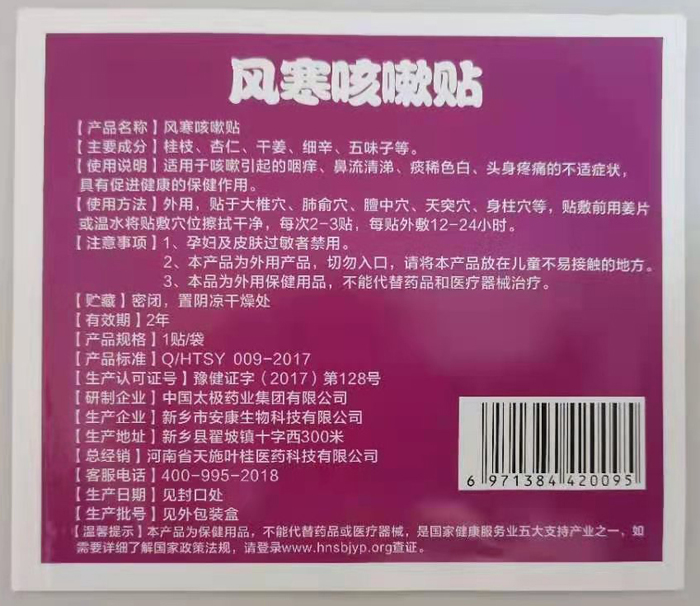 风寒咳嗽贴
【产品名称】风寒咳嗽贴
【主要成分】桂枝、杏仁、干姜、细辛、五味子等。
【使用说明】适用于咳嗽引起的咽痒、鼻流清涕、痰稀色白、头身疼痛的不适症状，
具有促进健康的保健作用。
【使用方法】外用，贴于大椎穴、肺俞穴、膻中穴、天突穴、身柱穴等，贴敷前用姜片
或温水将贴敷穴位擦拭干净，每次2-3贴，每贴外敷12-24小时。
【注意事项】1、孕妇及皮肤过敏者禁用。
2、本产品为外用产品，切勿入口，请将本产品放在儿童不易接触的地方。
3、本品为外用保健用品，不能代替药品和医疗器械治疗。
【贮藏】密闭，置阴凉干燥处
【有效期】2年
【产品规格】1贴/袋
【产品标准】Q/HTSY 009-2017
【生产认可证号】豫健证字（2017）第128号
【研制企业】中国太极药业集团有限公司
【生产企业】新乡市安康生物科技有限公司
【生产地址】新乡县翟坡镇十字西300米
【总经销】河南省天施叶桂医药科技有限公司
【客服电话】400-995-2018
【生产日期】见封口处
【生产批号】见外包装盒
【温馨提示】本产品为保健用品，不能代替药品或医疗器械，是国家健康服务业五大支持产业之一，如
需要详细了解国家政策法规，请登录www.hnsbjyp.org查证。
6 971384 420095